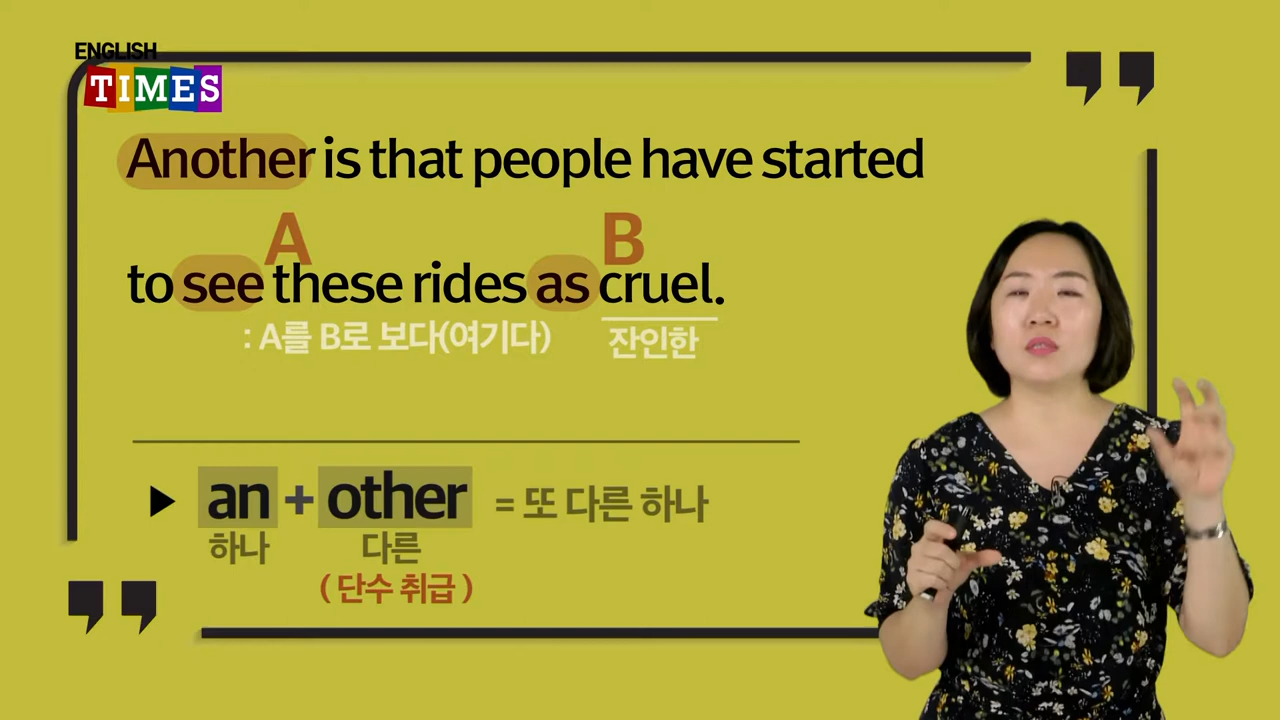 ENGLISH
TIMES
Another is that people have started
A B
to see these rides as cruel.
: A를 B로 보다(여기다) 잔인한
▶ an + other = 또 다른 하나
하나 다른
( 단수 취급 )